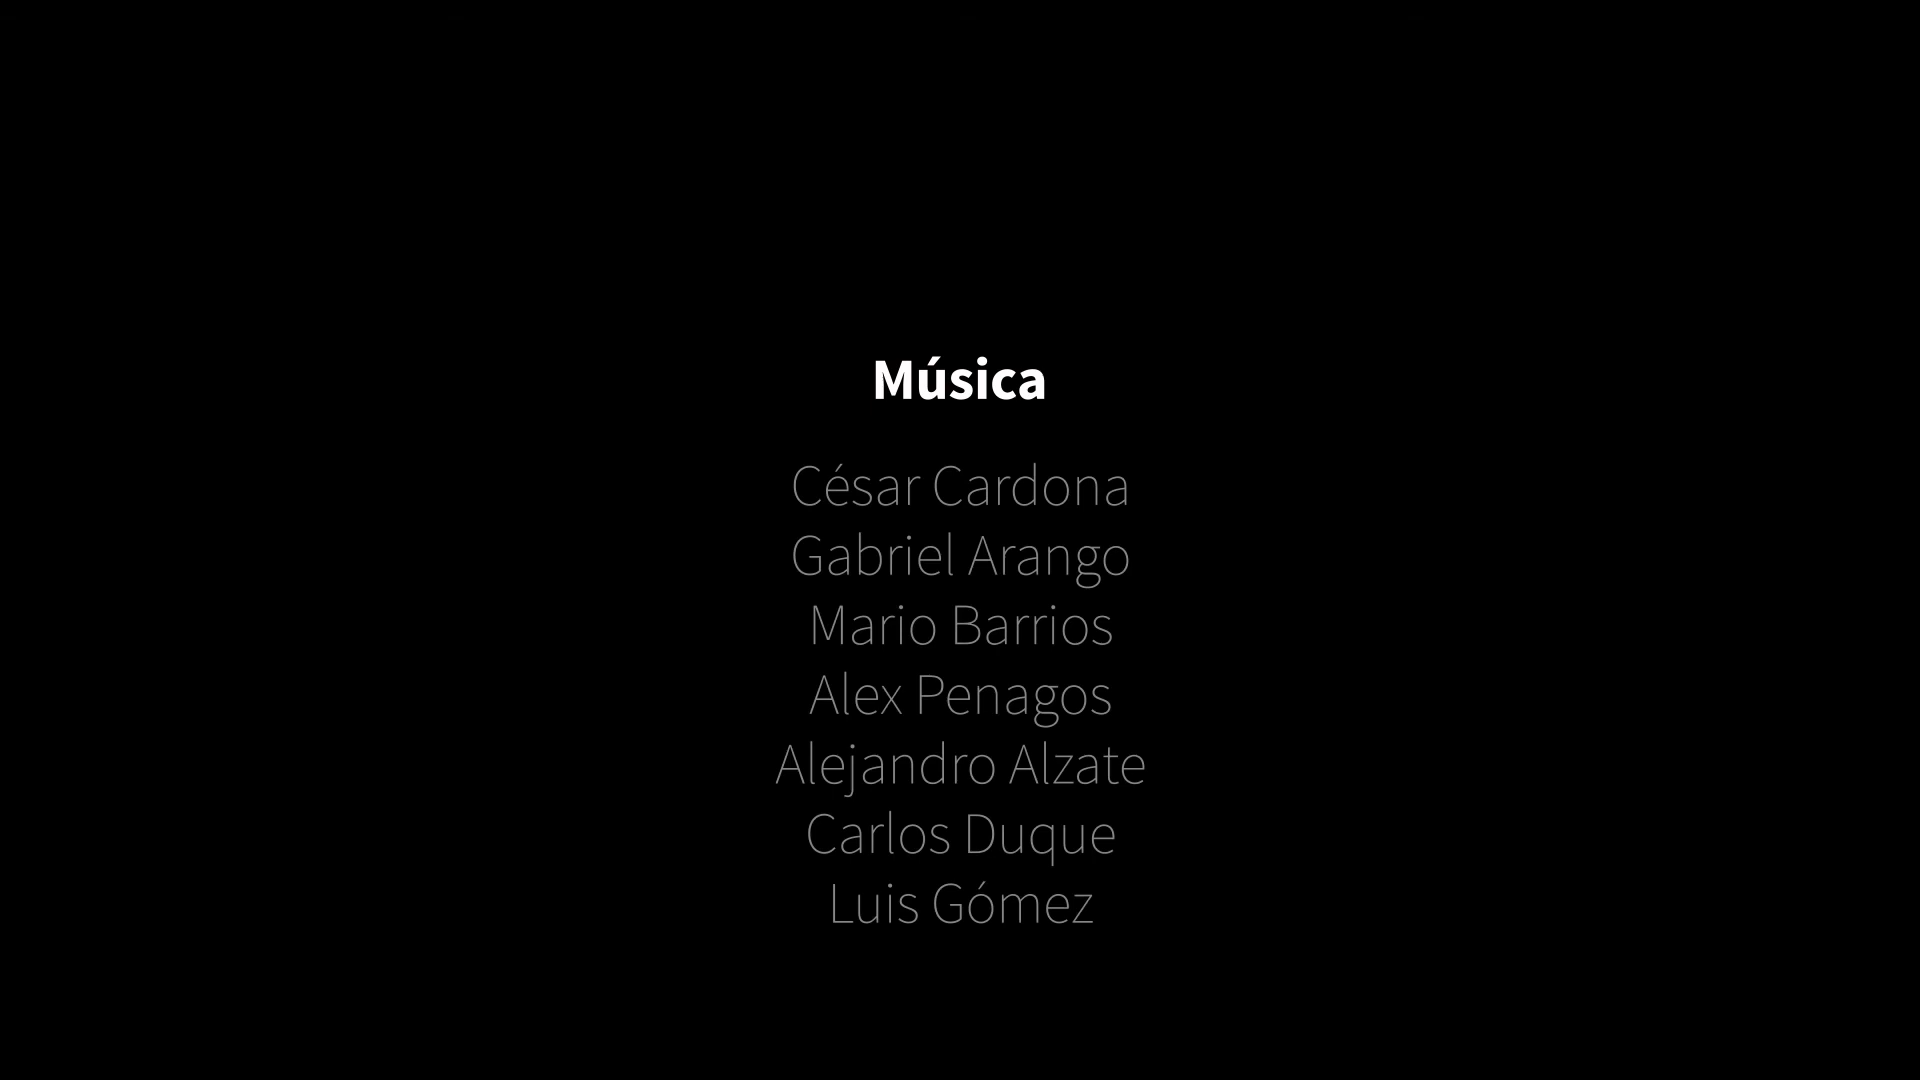 Música
César Cardona
Gabriel Arango
Mario Barrios
Alex Penagos
Alejandro Alzate
Carlos Duque
Luis Gómez